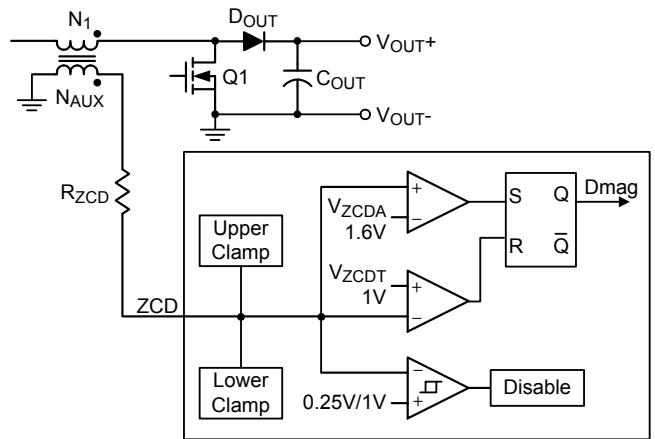 N1
DOUT
VOUT+
Q1
COUT
NAUX
VOUT-
RZCD
Upper
Clamp
VZCDA
1.6V
+
−
S
Q
Dmag
R
Q̅
VZCDT
1V
+
−
ZCD
Lower
Clamp
−
0.25V/1V
+
Disable